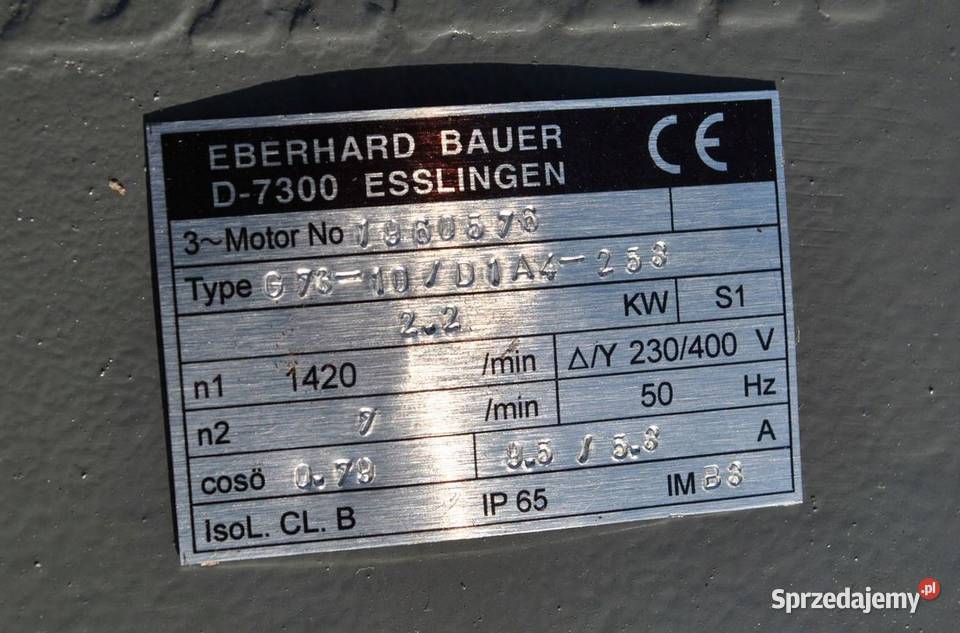 EBERHARD BAUER
D-7300 ESSLINGEN
CE
3~Motor No 1960576
Type G73-10/D1A4-253
2.2 KW S1
n1 1420 /min Δ/Y 230/400 V
n2 7 /min 50 Hz
cosö 0.79 9.5 / 5.3 A
IsoL. CL. B IP 65 IM B3
Sprzedajemy.pl